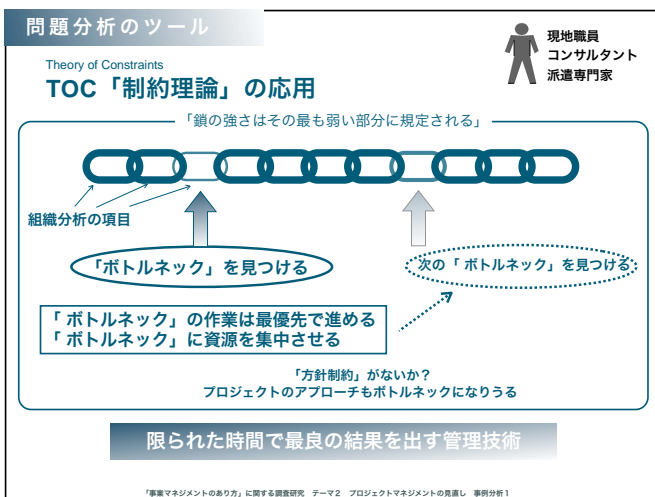 問題分析のツール
現地職員
コンサルタント
派遣専門家
Theory of Constraints
TOC「制約理論」の応用
「鎖の強さはその最も弱い部分に規定される」
組織分析の項目
「ボトルネック」を見つける
次の「 ボトルネック」を見つける
「 ボトルネック」の作業は最優先で進める
「 ボトルネック」に資源を集中させる
「方針制約」がないか？
プロジェクトのアプローチもボトルネックになりうる
限られた時間で最良の結果を出す管理技術
「事業マネジメントのあり方」に関する調査研究　テーマ２　プロジェクトマネジメントの見直し　事例分析１